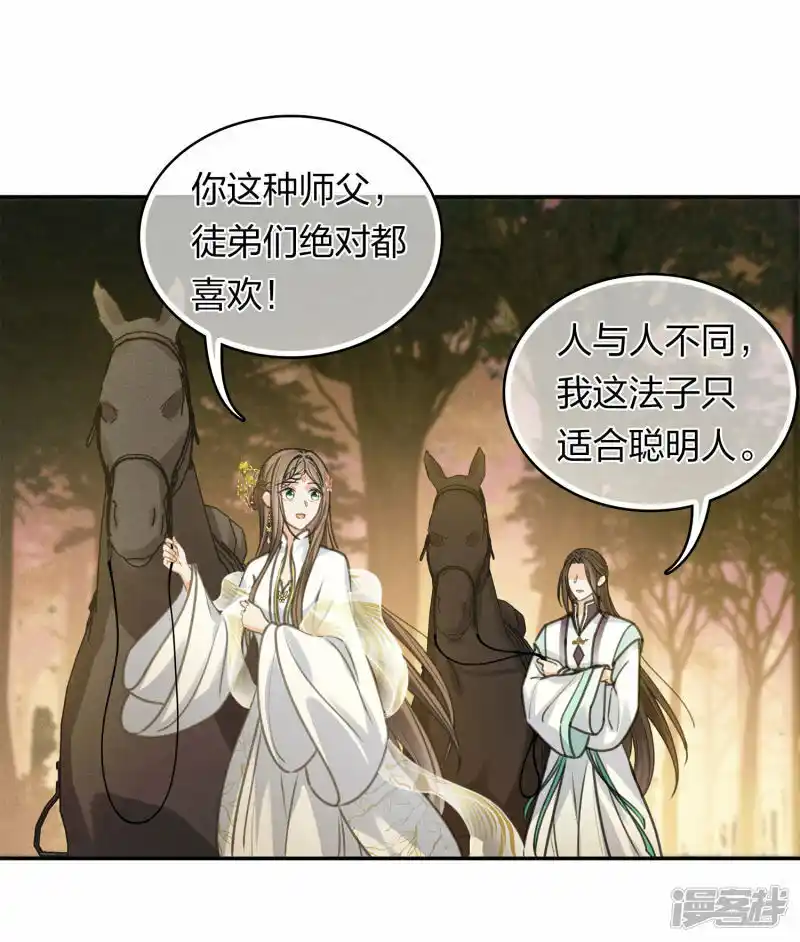 你这种师父，
徒弟们绝对都
喜欢！
人与人不同，
我这法子只
适合聪明人。
漫客栈